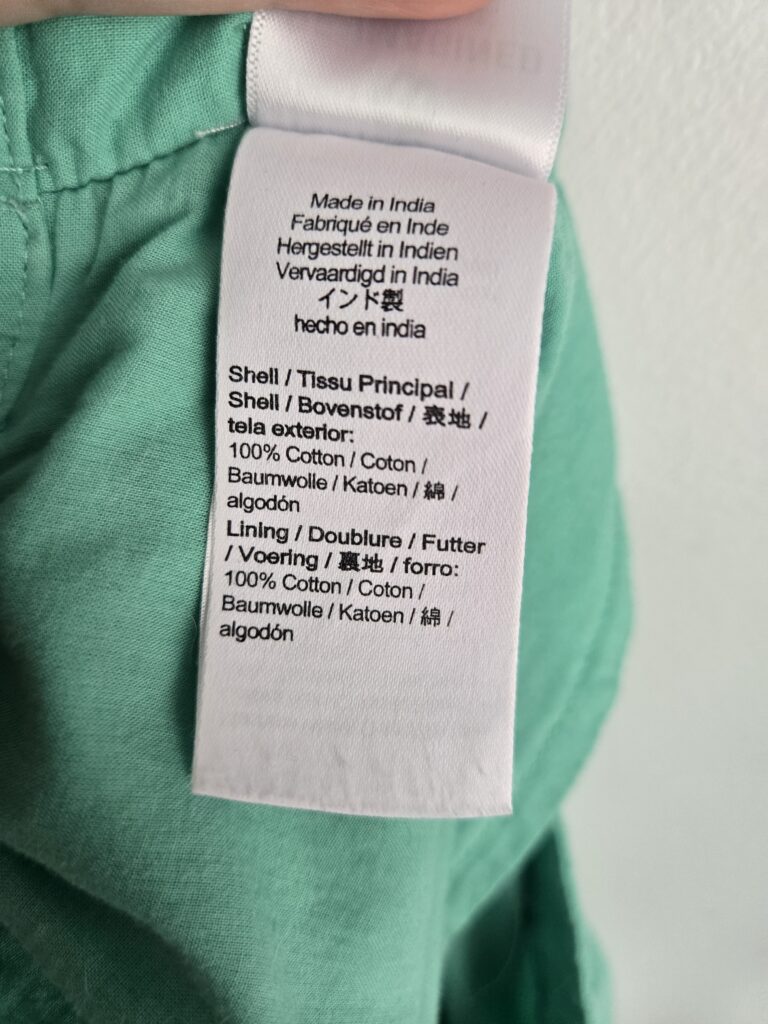 Made in India
Fabriqué en Inde
Hergestellt in Indien
Vervaardigd in India
インド製
hecho en india
Shell / Tissu Principal /
Shell / Bovenstof / 表地 /
tela exterior:
100% Cotton / Coton /
Baumwolle / Katoen / 綿 /
algodón
Lining / Doublure / Futter
/ Voering / 裏地 / forro:
100% Cotton / Coton /
Baumwolle / Katoen / 綿 /
algodón